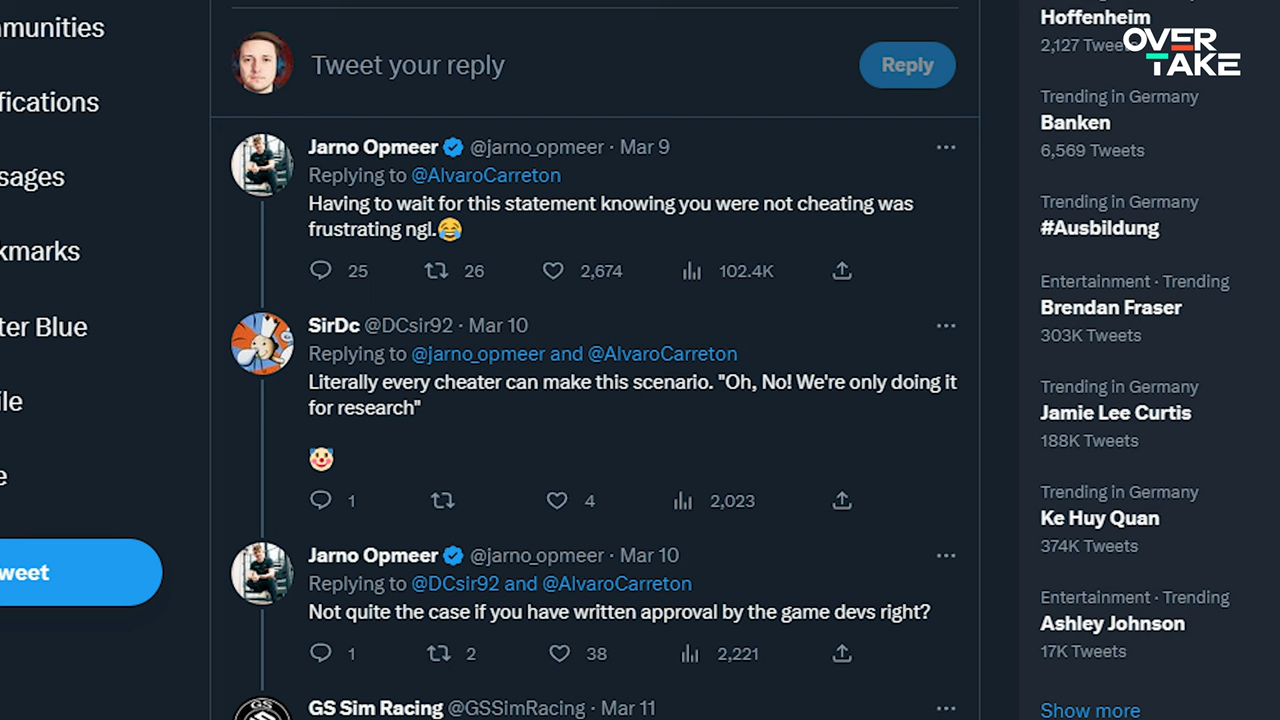 mmunities
fications
sages
kmarks
ter Blue
ile
e
weet
Tweet your reply
Reply
Jarno Opmeer @jarno_opmeer · Mar 9
Replying to @AlvaroCarreton
Having to wait for this statement knowing you were not cheating was
frustrating ngl.😂
25 26 2,674 102.4K
SirDc @DCsir92 · Mar 10
Replying to @jarno_opmeer and @AlvaroCarreton
Literally every cheater can make this scenario. "Oh, No! We're only doing it
for research"
🤡
1 4 2,023
Jarno Opmeer @jarno_opmeer · Mar 10
Replying to @DCsir92 and @AlvaroCarreton
Not quite the case if you have written approval by the game devs right?
1 2 38 2,221
GS
GS Sim Racing @GSSimRacing · Mar 11
Hoffenheim
2,127 Twee
OVER
TAKE
Trending in Germany
Banken
6,569 Tweets
Trending in Germany
#Ausbildung
Entertainment · Trending
Brendan Fraser
303K Tweets
Trending in Germany
Jamie Lee Curtis
188K Tweets
Trending in Germany
Ke Huy Quan
374K Tweets
Entertainment · Trending
Ashley Johnson
17K Tweets
Show more